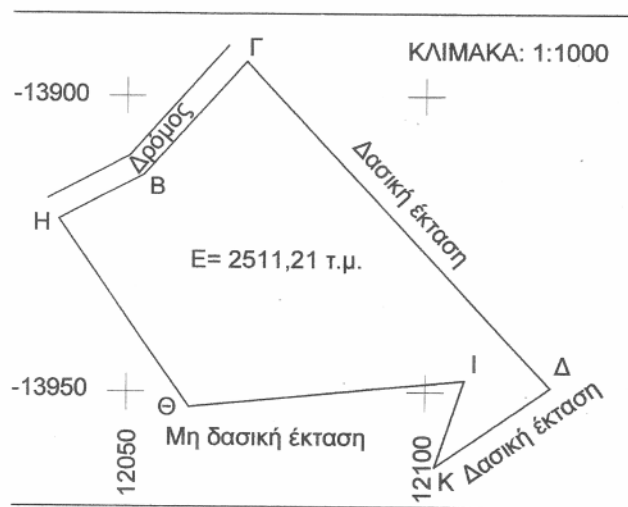 Γ
ΚΛΙΜΑΚΑ: 1:1000
-13900
Δρόμος
Β
Δασική έκταση
Η
Ε= 2511,21 τ.μ.
Ι
Δ
-13950
Θ
Μη δασική έκταση
Κ
Δασική έκταση
12050
12100